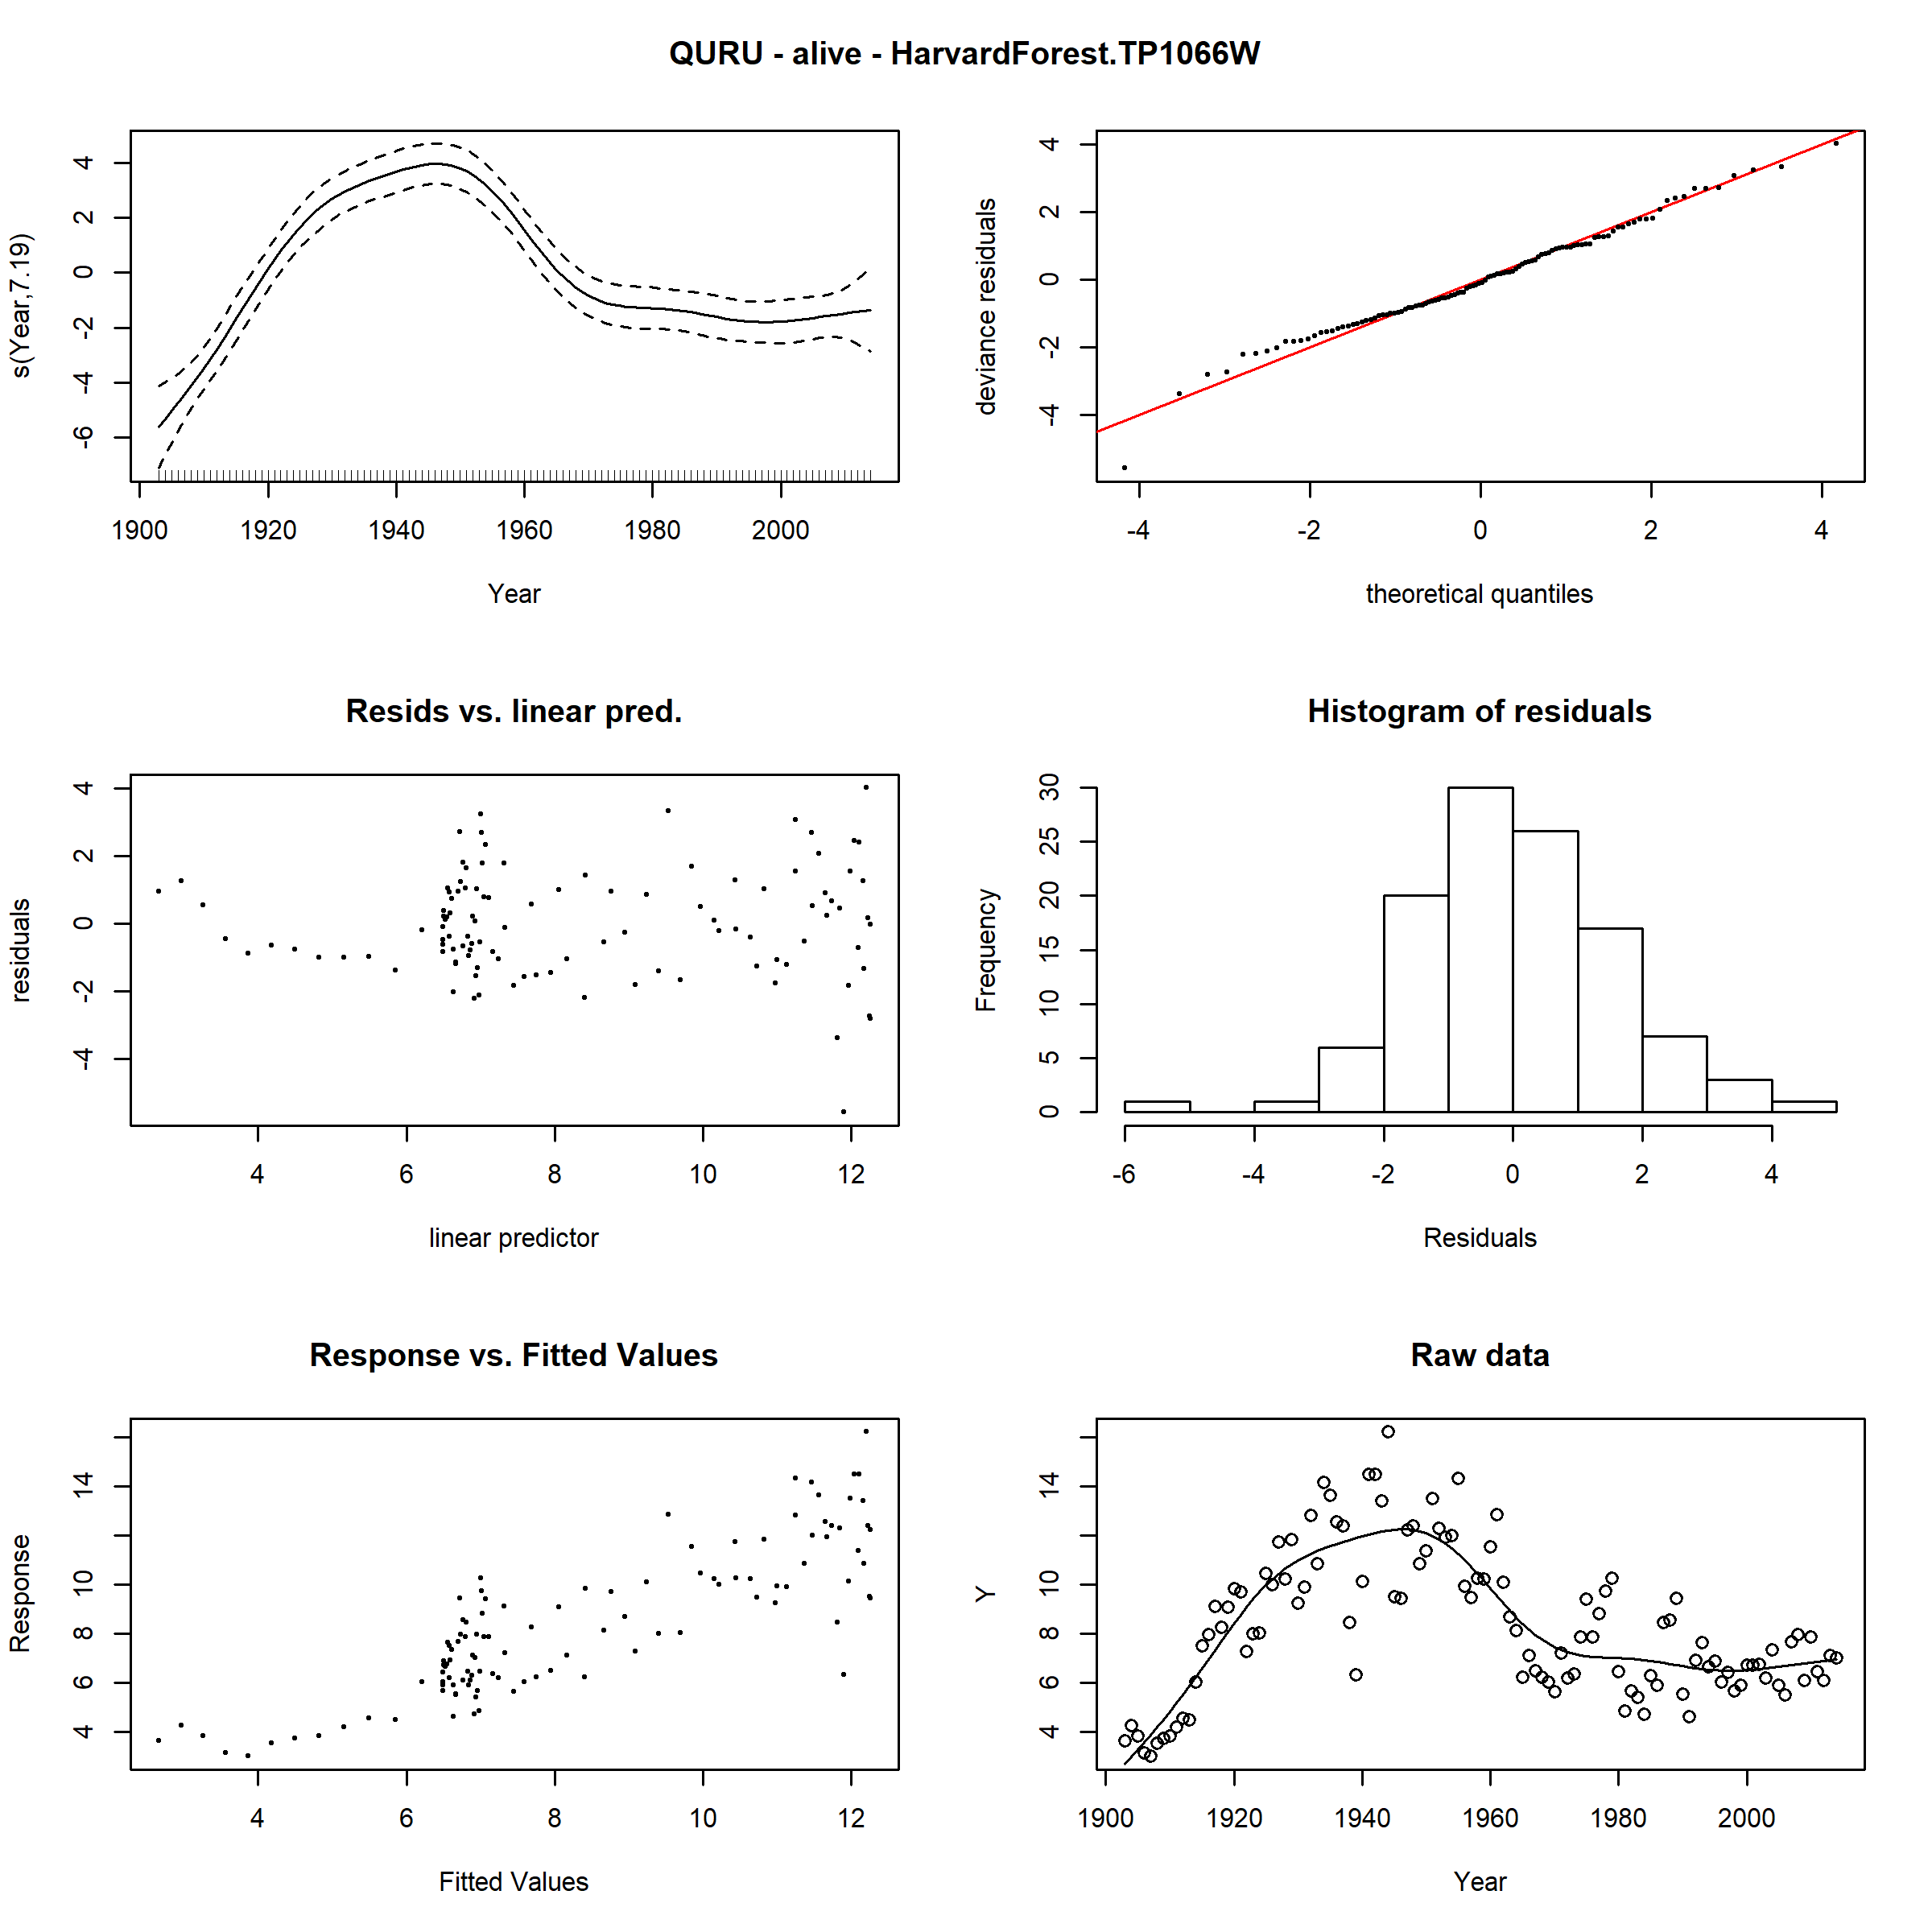 QURU - alive - HarvardForest.TP1066W
s(Year,7.19)
4
2
0
-2
-4
-6
1900 1920 1940 1960 1980 2000
Year
deviance residuals
4
2
0
-2
-4
-4 -2 0 2 4
theoretical quantiles
Resids vs. linear pred.
residuals
4
2
0
-2
-4
4 6 8 10 12
linear predictor
Histogram of residuals
Frequency
30
25
20
15
10
5
0
-6 -4 -2 0 2 4
Residuals
Response vs. Fitted Values
Response
14
10
8
6
4
4 6 8 10 12
Fitted Values
Raw data
Y
14
10
8
6
4
1900 1920 1940 1960 1980 2000
Year